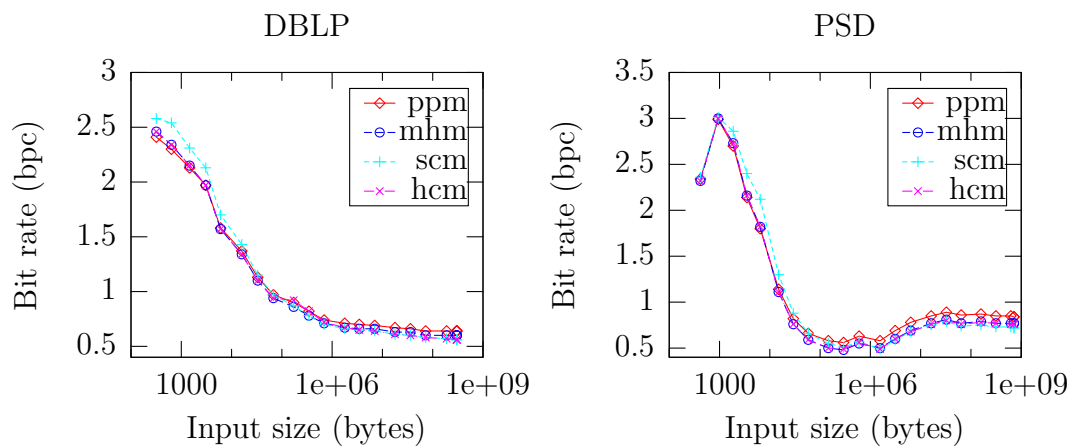 DBLP
Bit rate (bpc)
3
2.5
2
1.5
1
0.5
ppm
mhm
scm
hcm
1000
1e+06
1e+09
Input size (bytes)
PSD
Bit rate (bpc)
3.5
3
2.5
2
1.5
1
0.5
ppm
mhm
scm
hcm
1000
1e+06
1e+09
Input size (bytes)